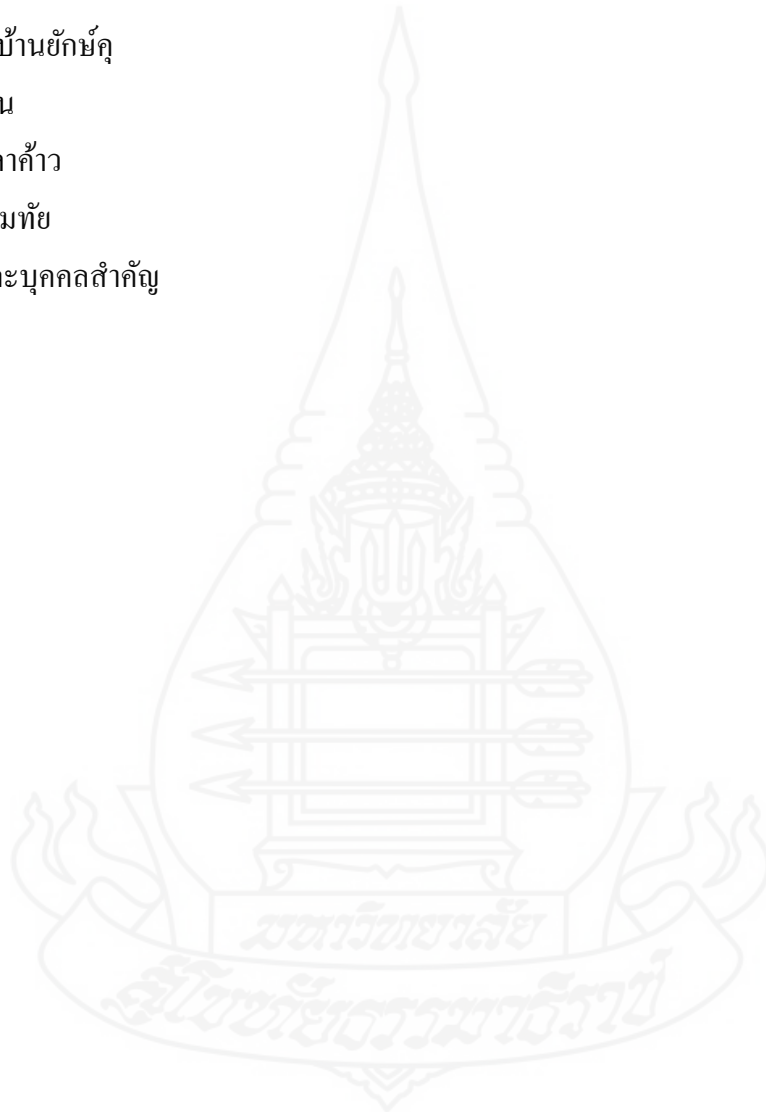 บ้านยักษ์คุ
น
าค้าว
มทัย
ะบุคคลสำคัญ
มหาวิทยาลัย
สุโขทัยธรรมาธิราช